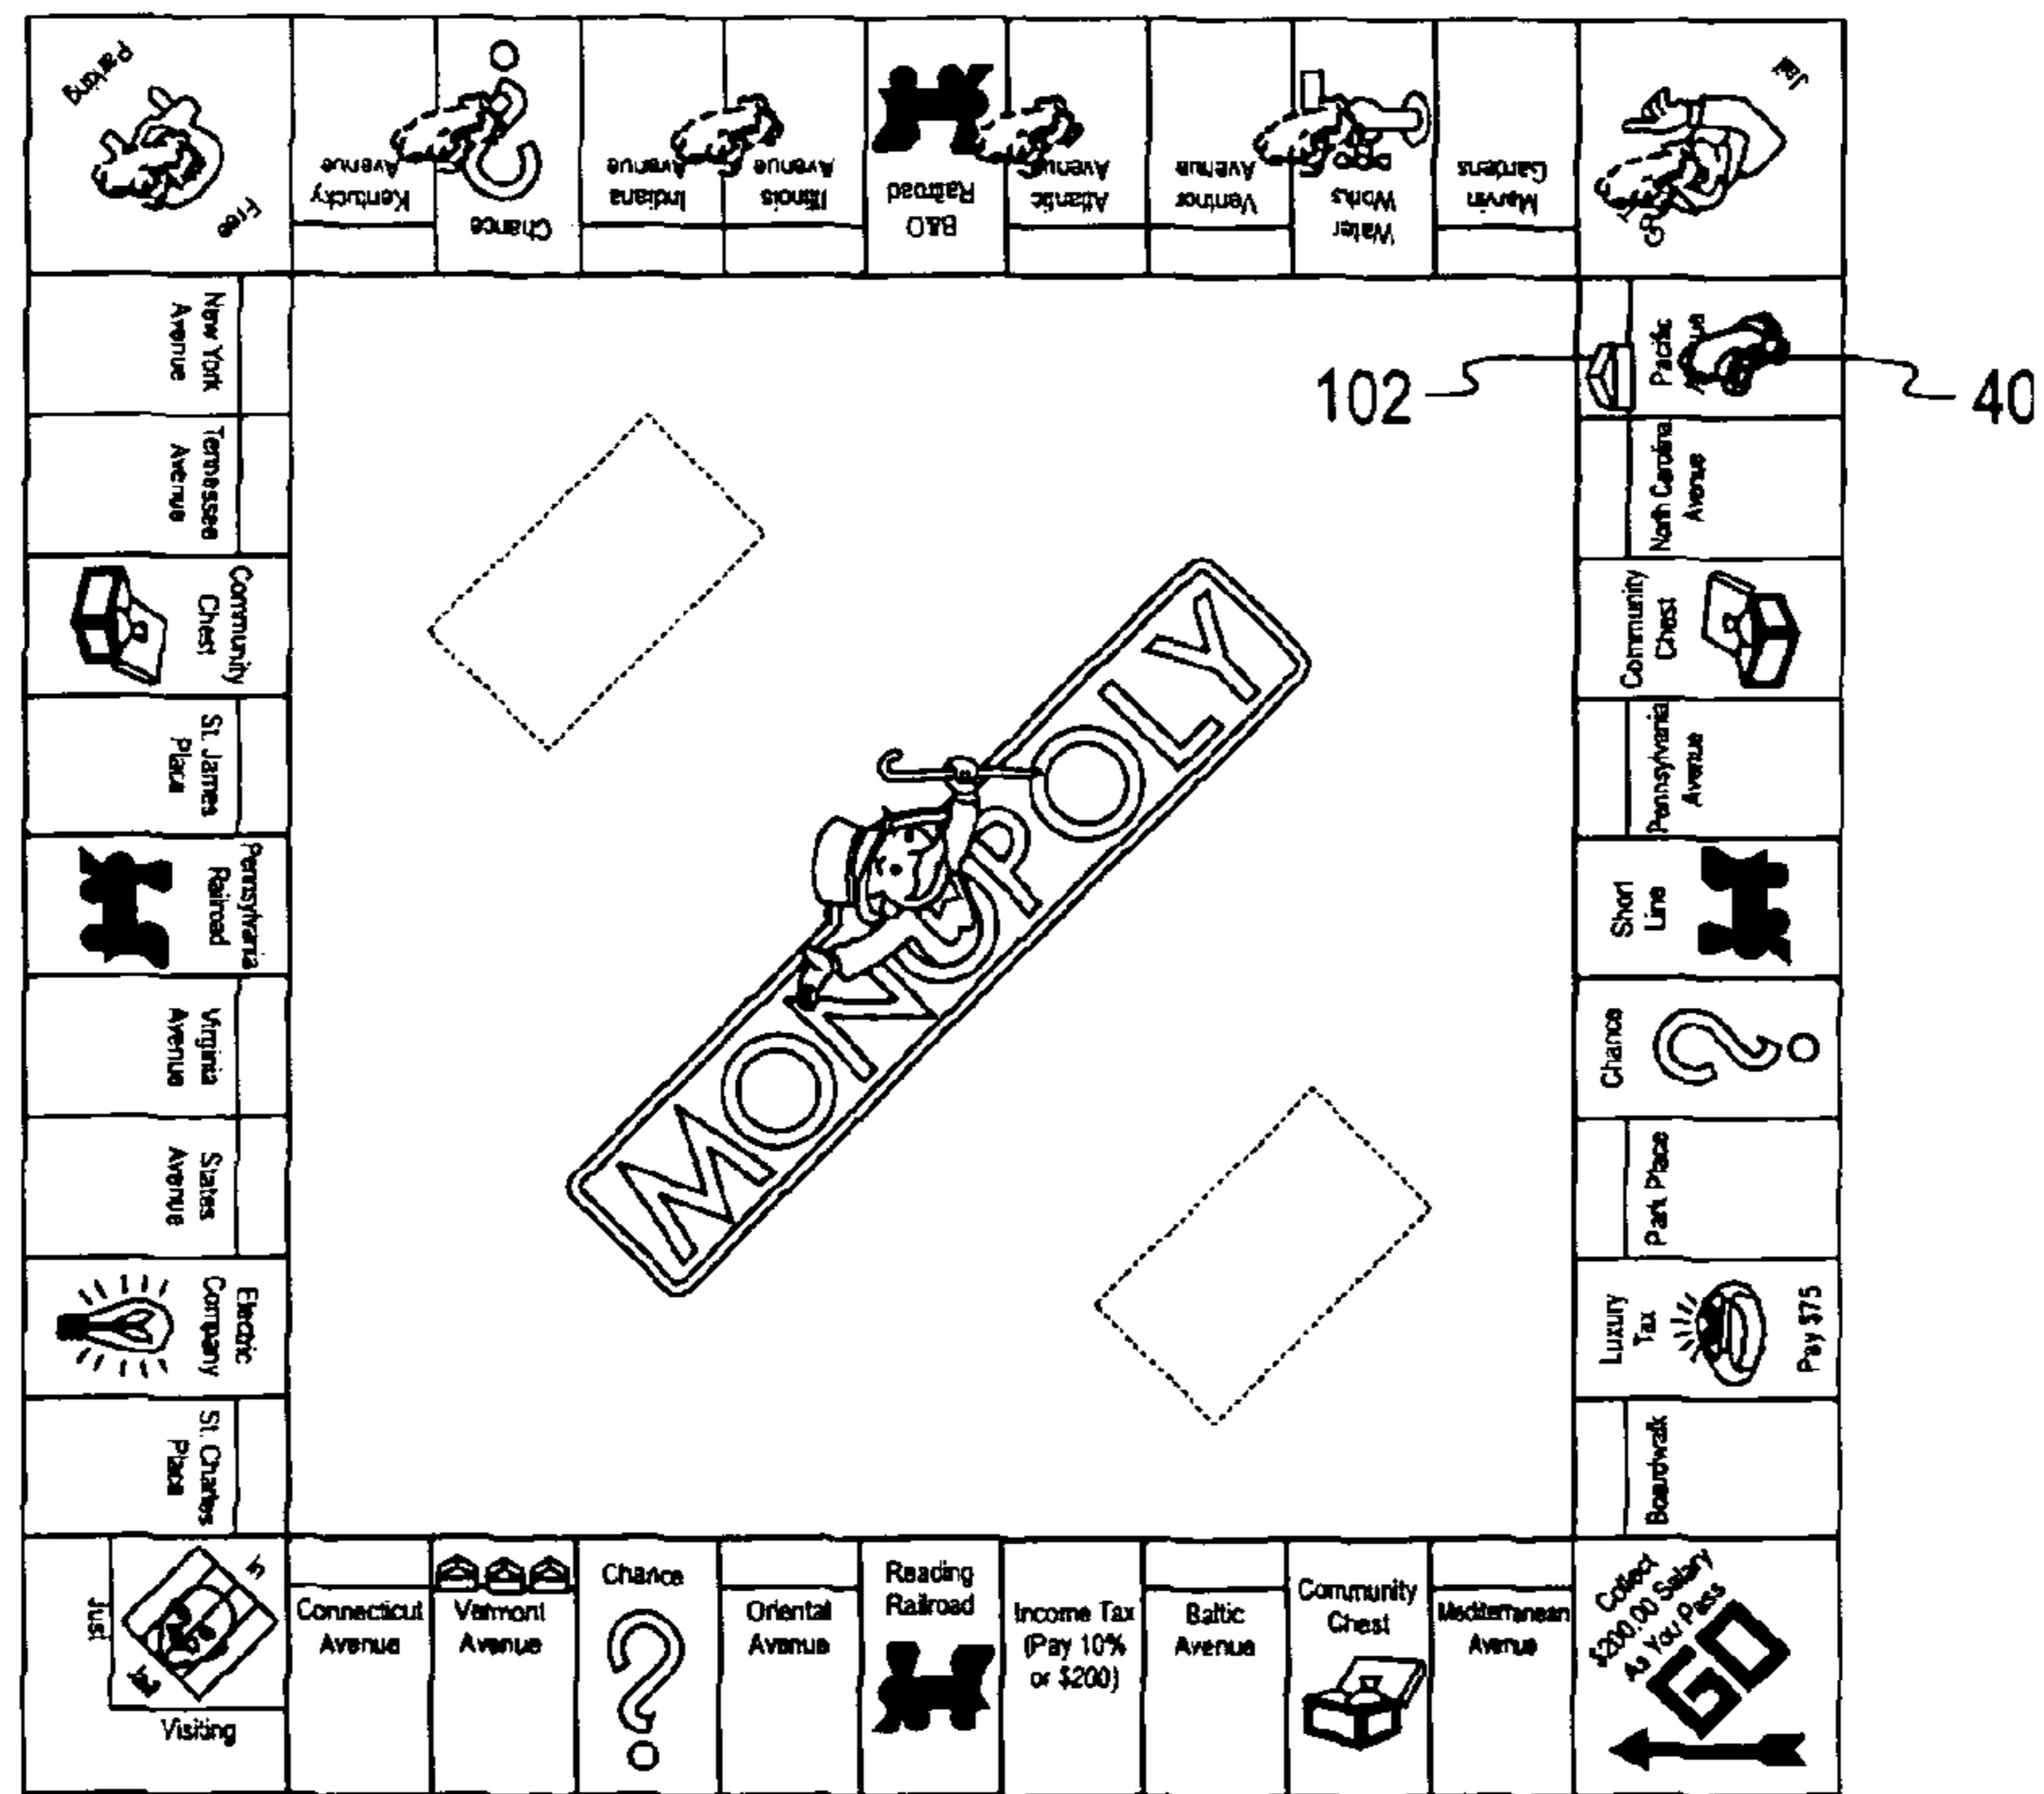 Free
Parking
Kentucky
Avenue
Chance
Indiana
Avenue
Illinois
Avenue
B&O
Railroad
Atlantic
Avenue
Ventnor
Avenue
Water
Works
Marvin
Gardens
Go
Jail
New York
Avenue
Tennessee
Avenue
Community
Chest
St. James
Place
Pennsylvania
Railroad
Virginia
Avenue
States
Avenue
Electric
Company
St. Charles
Place
102
40
Pacific
North Carolina
Avenue
Community
Chest
Pennsylvania
Avenue
Short
Line
Chance
Park Place
Luxury
Tax
Pay $75
Boardwalk
MONOPOLY
In
Jail
Just
Visiting
Connecticut
Avenue
Vermont
Avenue
Chance
Oriental
Avenue
Reading
Railroad
Income Tax
(Pay 10%
or $200)
Baltic
Avenue
Community
Chest
Mediterranean
Avenue
Collect
$200.00 Salary
As You Pass
GO